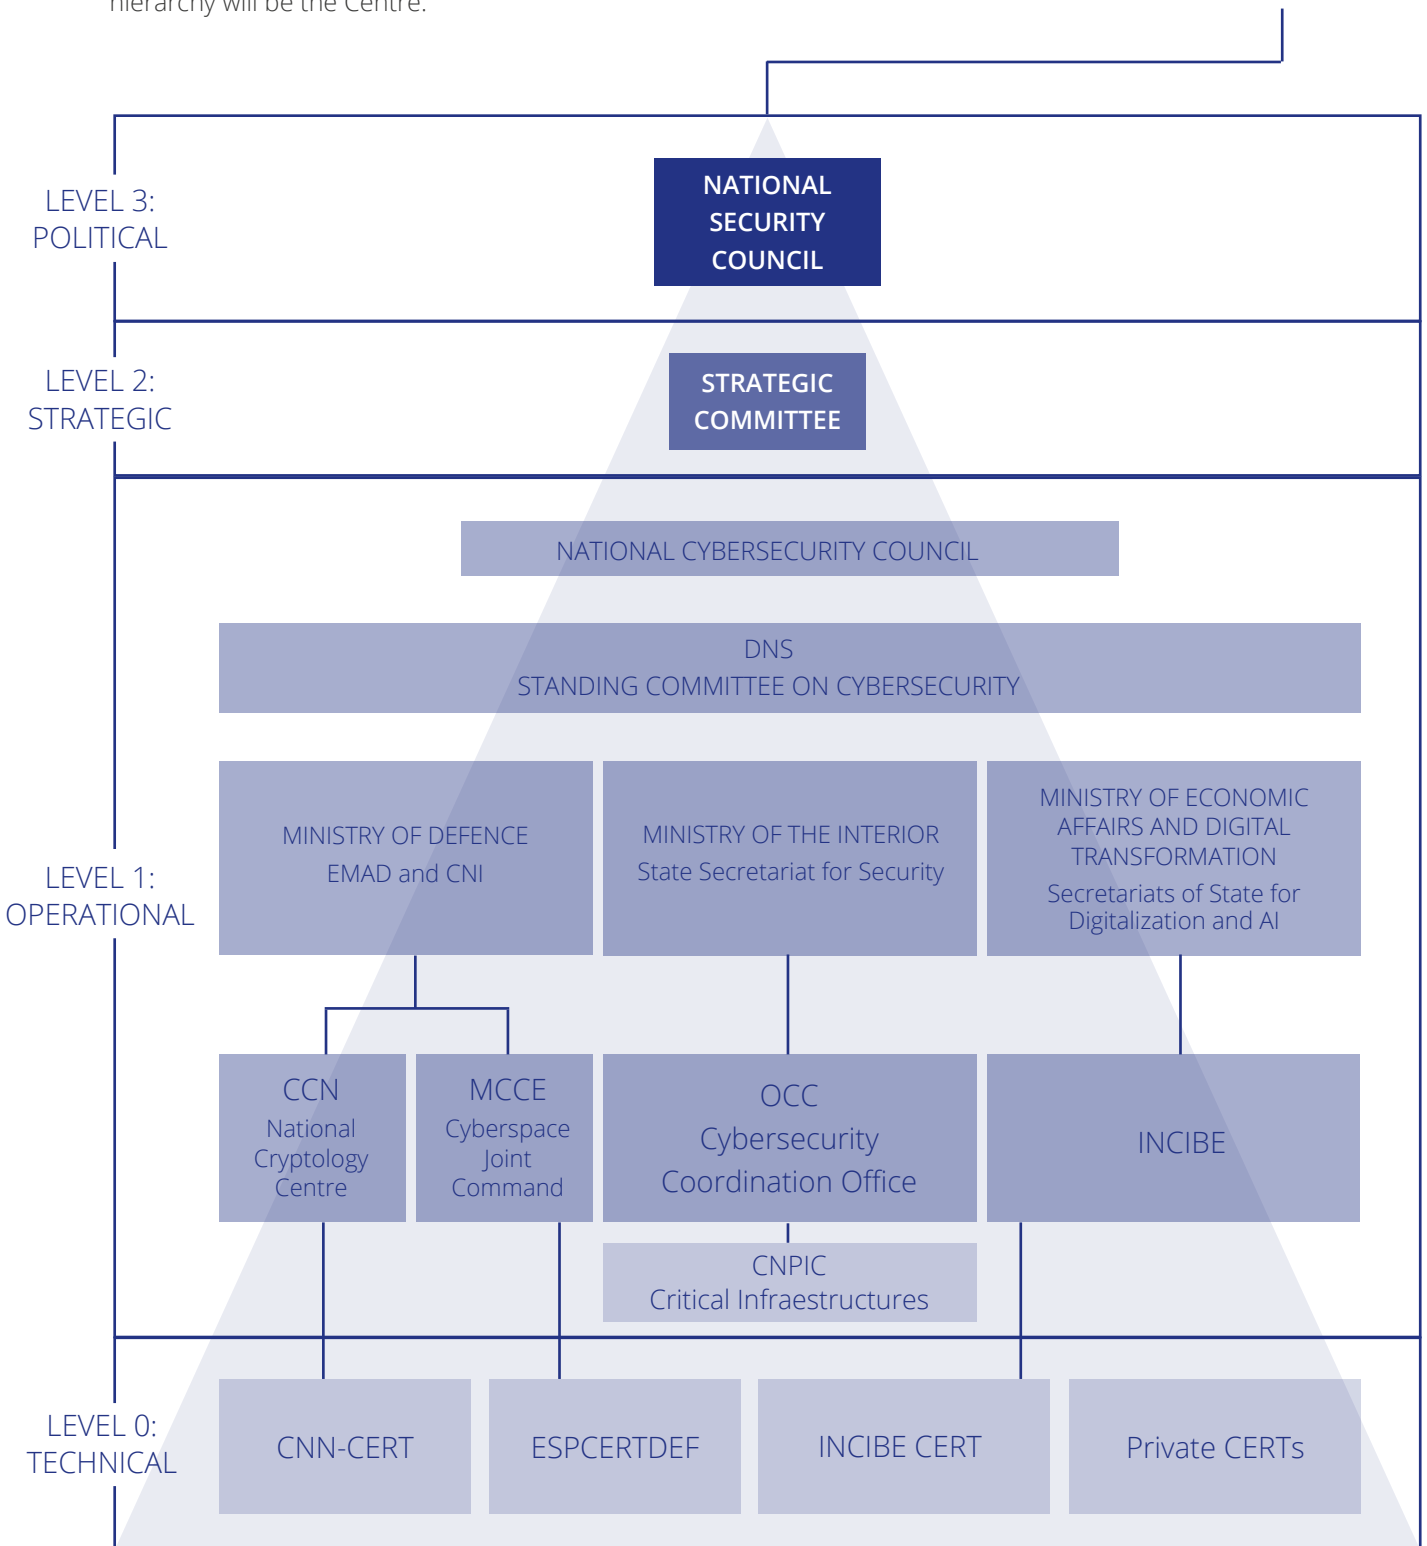 hierarchy will be the Centre.
LEVEL 3:
POLITICAL
NATIONAL
SECURITY
COUNCIL
LEVEL 2:
STRATEGIC
STRATEGIC
COMMITTEE
NATIONAL CYBERSECURITY COUNCIL
DNS
STANDING COMMITTEE ON CYBERSECURITY
LEVEL 1:
OPERATIONAL
MINISTRY OF DEFENCE
EMAD and CNI
MINISTRY OF THE INTERIOR
State Secretariat for Security
MINISTRY OF ECONOMIC
AFFAIRS AND DIGITAL
TRANSFORMATION
Secretariats of State for
Digitalization and AI
CCN
National
Cryptology
Centre
MCCE
Cyberspace
Joint
Command
OCC
Cybersecurity
Coordination Office
INCIBE
CNPIC
Critical Infraestructures
LEVEL 0:
TECHNICAL
CNN-CERT
ESPCERTDEF
INCIBE CERT
Private CERTs